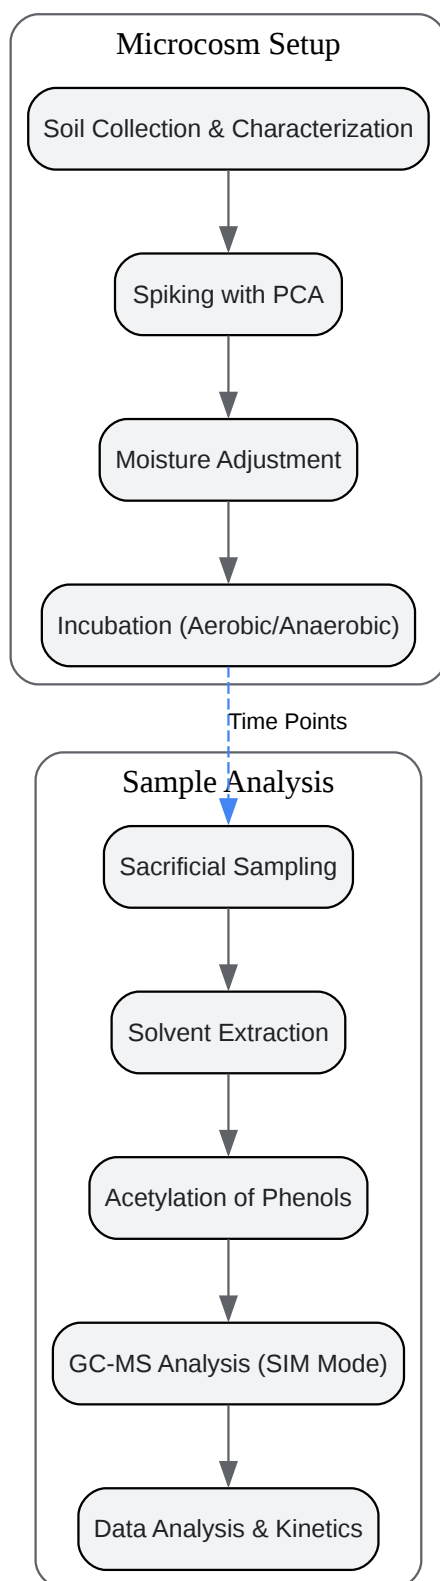 Microcosm Setup
Soil Collection & Characterization
Spiking with PCA
Moisture Adjustment
Incubation (Aerobic/Anaerobic)
Time Points
Sample Analysis
Sacrificial Sampling
Solvent Extraction
Acetylation of Phenols
GC-MS Analysis (SIM Mode)
Data Analysis & Kinetics